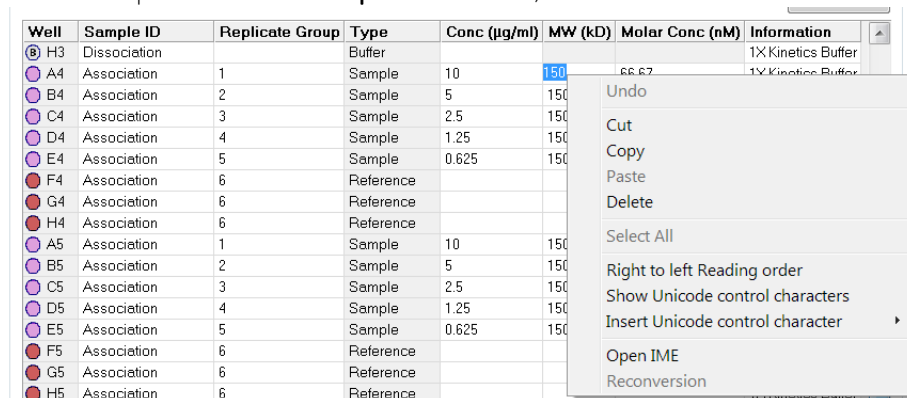 Well Sample ID Replicate Group Type Conc (µg/ml) MW (kD) Molar Conc (nM) Information
B H3 Dissociation Buffer 1X Kinetics Buffer
A4 Association 1 Sample 10 150 66.67 1X Kinetics Buffer
B4 Association 2 Sample 5 150
C4 Association 3 Sample 2.5 150
D4 Association 4 Sample 1.25 150
E4 Association 5 Sample 0.625 150
F4 Association 6 Reference
G4 Association 6 Reference
H4 Association 6 Reference
A5 Association 1 Sample 10 150
B5 Association 2 Sample 5 150
C5 Association 3 Sample 2.5 150
D5 Association 4 Sample 1.25 150
E5 Association 5 Sample 0.625 150
F5 Association 6 Reference
G5 Association 6 Reference
H5 Association 6 Reference
Undo
Cut
Copy
Paste
Delete
Select All
Right to left Reading order
Show Unicode control characters
Insert Unicode control character
Open IME
Reconversion